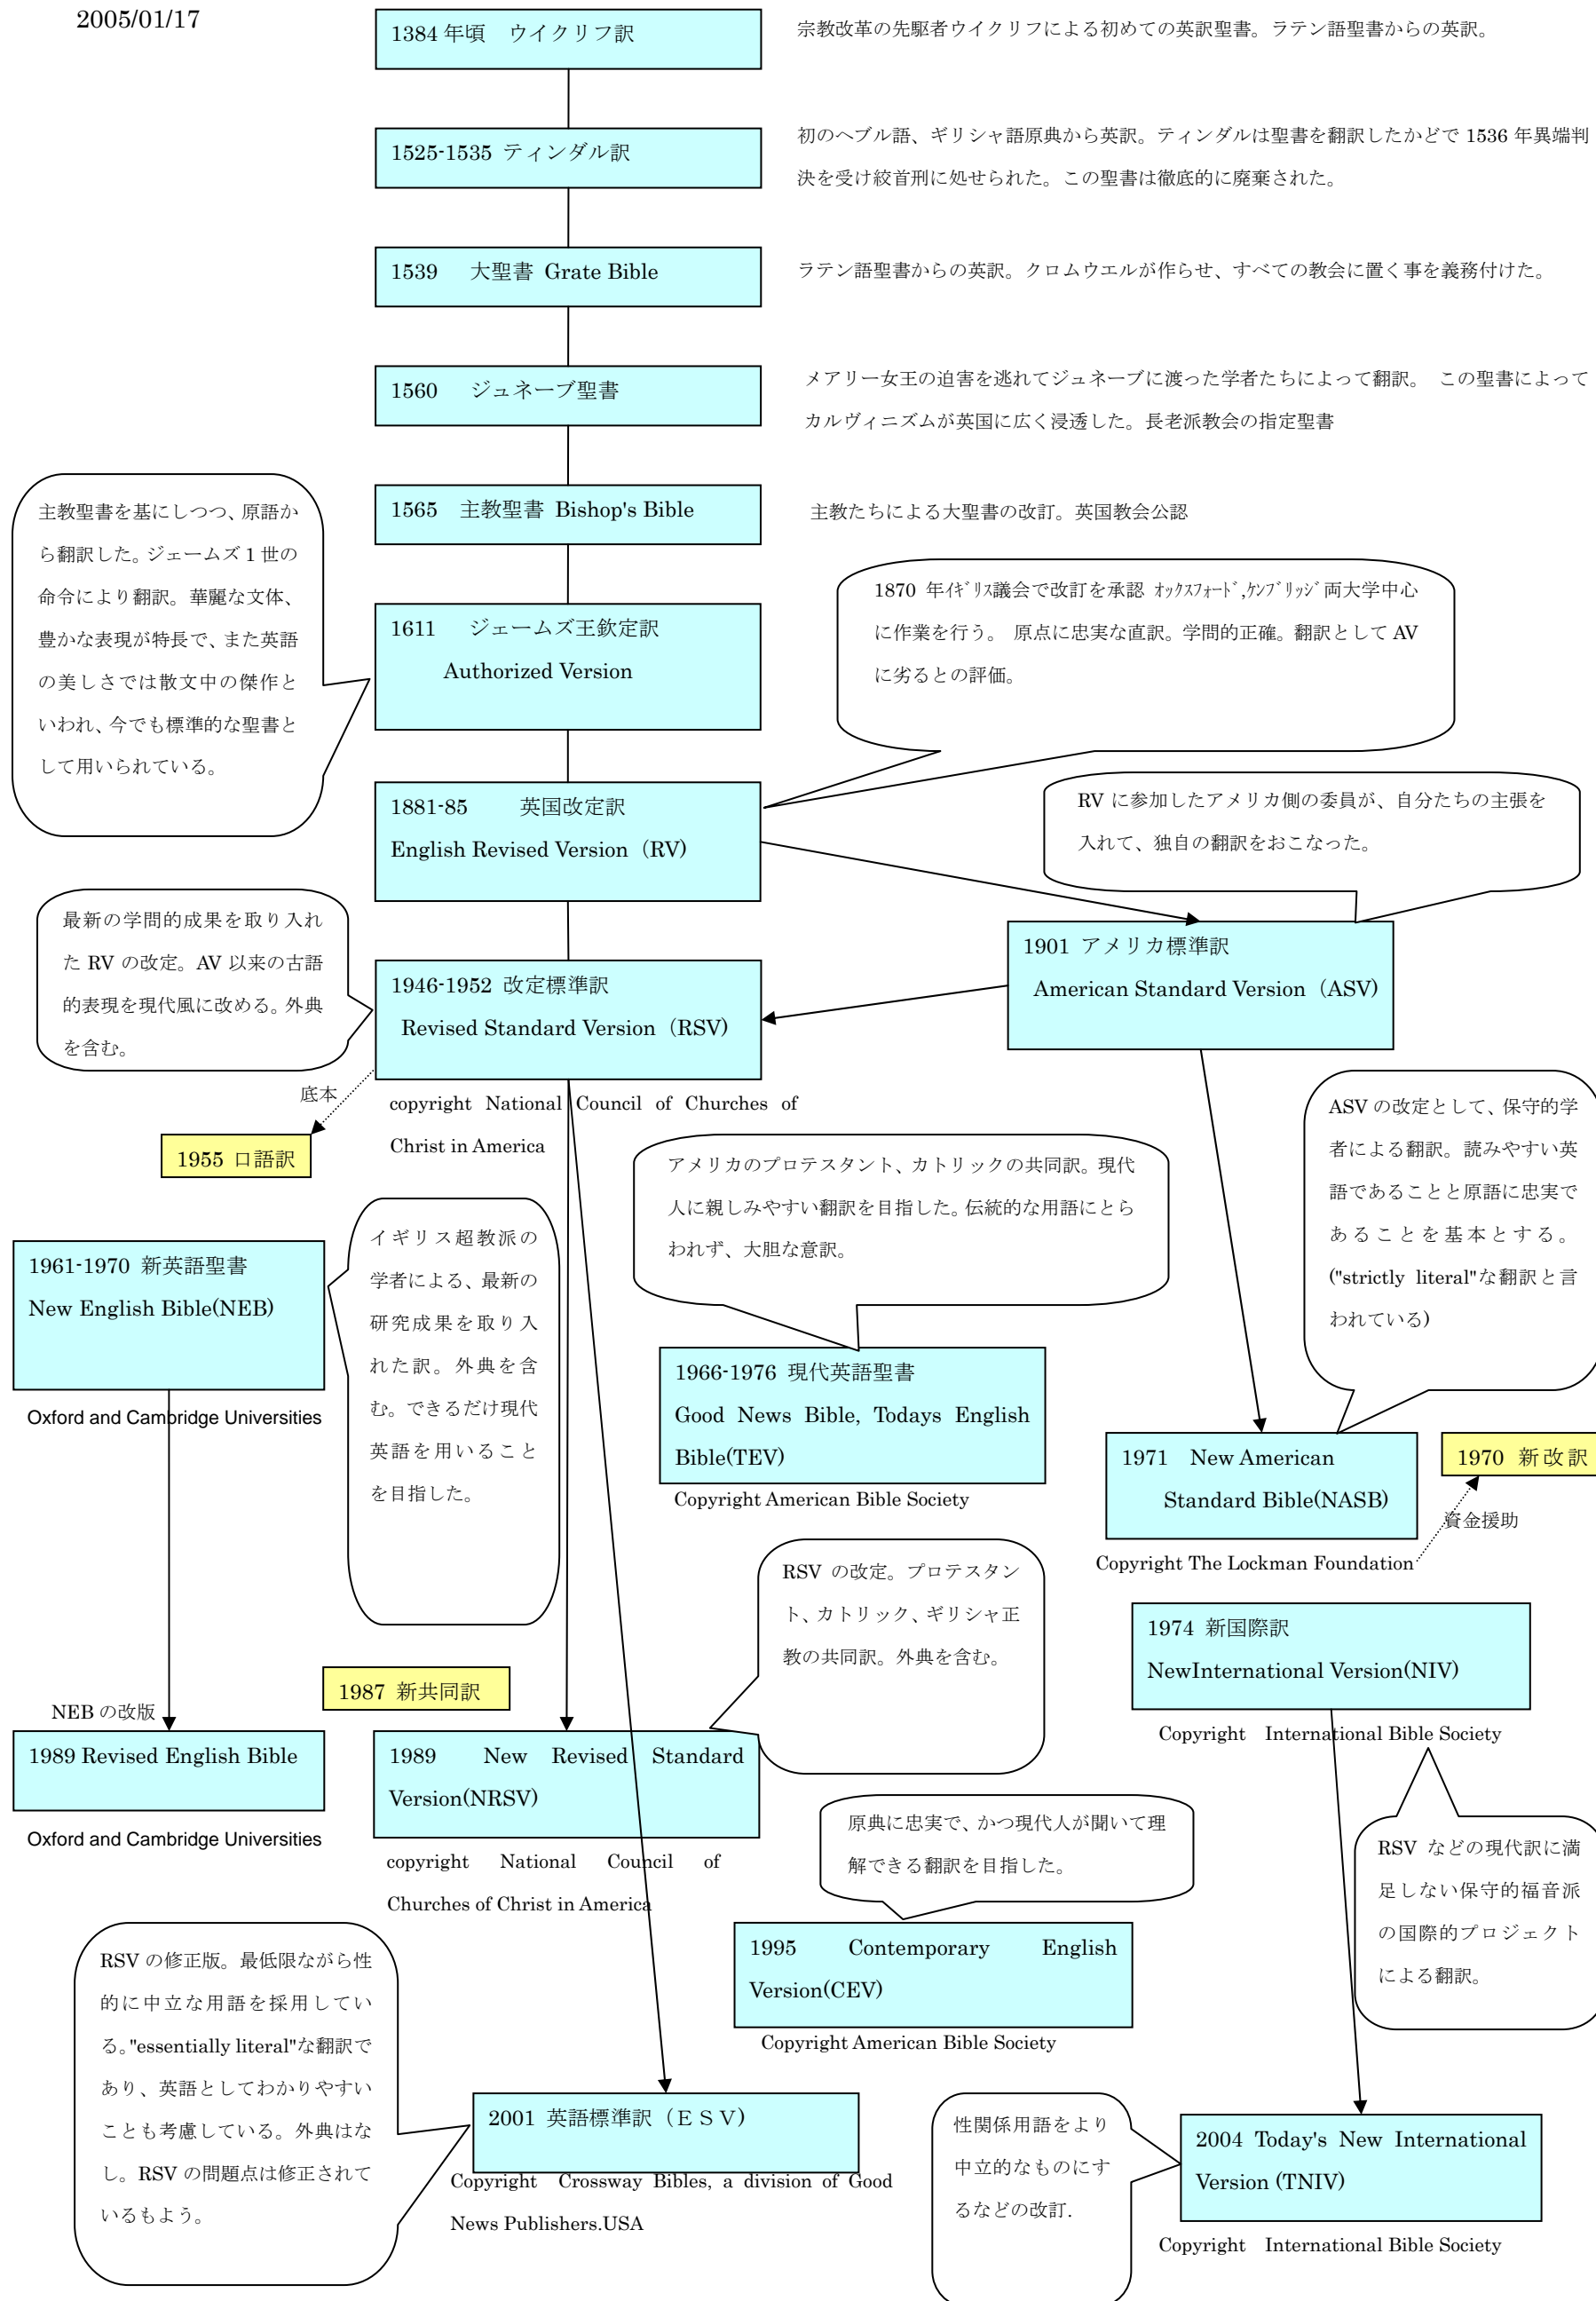 2005/01/17
1384 年頃　ウイクリフ訳
宗教改革の先駆者ウイクリフによる初めての英訳聖書。ラテン語聖書からの英訳。
1525-1535 ティンダル訳
初のヘブル語、ギリシャ語原典から英訳。ティンダルは聖書を翻訳したかどで 1536 年異端判
決を受け絞首刑に処せられた。この聖書は徹底的に廃棄された。
1539　大聖書 Grate Bible
ラテン語聖書からの英訳。クロムウエルが作らせ、すべての教会に置く事を義務付けた。
1560　ジュネーブ聖書
メアリー女王の迫害を逃れてジュネーブに渡った学者たちによって翻訳。 この聖書によって
カルヴィニズムが英国に広く浸透した。長老派教会の指定聖書
1565　主教聖書 Bishop's Bible
主教たちによる大聖書の改訂。英国教会公認
主教聖書を基にしつつ、原語か
ら翻訳した。ジェームズ 1 世の
命令により翻訳。華麗な文体、
豊かな表現が特長で、また英語
の美しさでは散文中の傑作と
いわれ、今でも標準的な聖書と
して用いられている。
1611　ジェームズ王欽定訳
Authorized Version
1870 年ｲｷﾞﾘｽ議会で改訂を承認 ｵｯｸｽﾌｫｰﾄﾞ,ｹﾝﾌﾞﾘｯｼﾞ両大学中心
に作業を行う。 原点に忠実な直訳。学問的正確。翻訳として AV
に劣るとの評価。
1881-85　英国改定訳
English Revised Version（RV)
RV に参加したアメリカ側の委員が、自分たちの主張を
入れて、独自の翻訳をおこなった。
最新の学問的成果を取り入れ
た RV の改定。AV 以来の古語
的表現を現代風に改める。外典
を含む。
1901 アメリカ標準訳
American Standard Version（ASV)
1946-1952 改定標準訳
Revised Standard Version（RSV)
底本
copyright National Council of Churches of
Christ in America
1955 口語訳
ASV の改定として、保守的学
者による翻訳。読みやすい英
語であることと原語に忠実で
あることを基本とする。
("strictly literal"な翻訳と言
われている)
アメリカのプロテスタント、カトリックの共同訳。現代
人に親しみやすい翻訳を目指した。伝統的な用語にとら
われず、大胆な意訳。
1961-1970 新英語聖書
New English Bible(NEB)
Oxford and Cambridge Universities
イギリス超教派の
学者による、最新の
研究成果を取り入
れた訳。外典を含
む。できるだけ現代
英語を用いること
を目指した。
1966-1976 現代英語聖書
Good News Bible, Todays English
Bible(TEV)
Copyright American Bible Society
1971　New American
Standard Bible(NASB)
1970 新改訳
資金援助
Copyright The Lockman Foundation
RSV の改定。プロテスタン
ト、カトリック、ギリシャ正
教の共同訳。外典を含む。
1974 新国際訳
NewInternational Version(NIV)
Copyright　International Bible Society
1987 新共同訳
NEB の改版
1989 Revised English Bible
Oxford and Cambridge Universities
1989 New Revised Standard
Version(NRSV)
copyright National Council of
Churches of Christ in America
原典に忠実で、かつ現代人が聞いて理
解できる翻訳を目指した。
RSV などの現代訳に満
足しない保守的福音派
の国際的プロジェクト
による翻訳。
1995 Contemporary English
Version(CEV)
Copyright American Bible Society
RSV の修正版。最低限ながら性
的に中立な用語を採用してい
る。"essentially literal"な翻訳で
あり、英語としてわかりやすい
ことも考慮している。外典はな
し。RSV の問題点は修正されて
いるもよう。
2001 英語標準訳（ＥＳＶ)
Copyright　Crossway Bibles, a division of Good
News Publishers.USA
性関係用語をより
中立的なものにす
るなどの改訂.
2004 Today's New International
Version (TNIV)
Copyright　International Bible Society